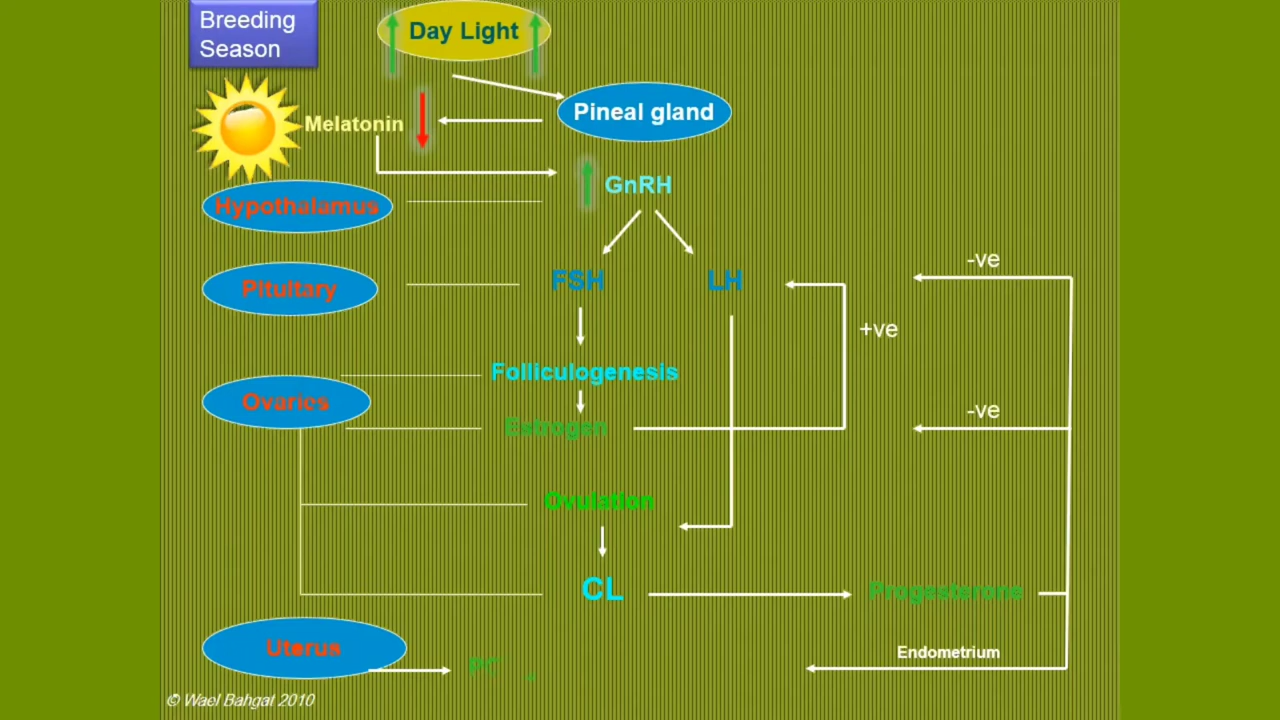 Breeding
Season
Day Light
Pineal gland
Melatonin
GnRH
Hypothalamus
FSH
LH
-ve
Pituitary
+ve
Folliculogenesis
Ovaries
-ve
Estrogen
Ovulation
CL
Progesterone
Uterus
Endometrium
© Wael Bahgat 2010